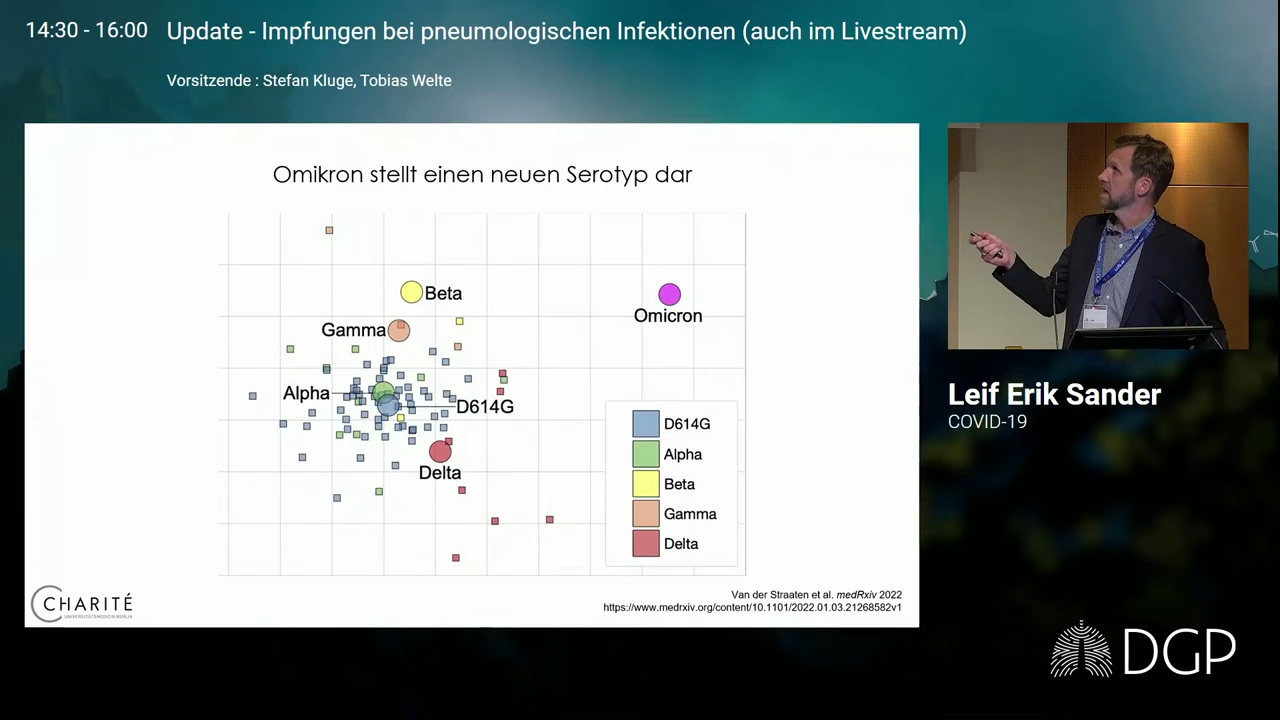 14:30 - 16:00 Update - Impfungen bei pneumologischen Infektionen (auch im Livestream)
Vorsitzende : Stefan Kluge, Tobias Welte
Omikron stellt einen neuen Serotyp dar
Beta
Omicron
Gamma
Alpha
D614G
Delta
D614G
Alpha
Beta
Gamma
Delta
CHARITÉ
UNIVERSITÄTSMEDIZIN BERLIN
Van der Straaten et al. medRxiv 2022
https://www.medrxiv.org/content/10.1101/2022.01.03.21268582v1
Leif Erik Sander
COVID-19
DGP